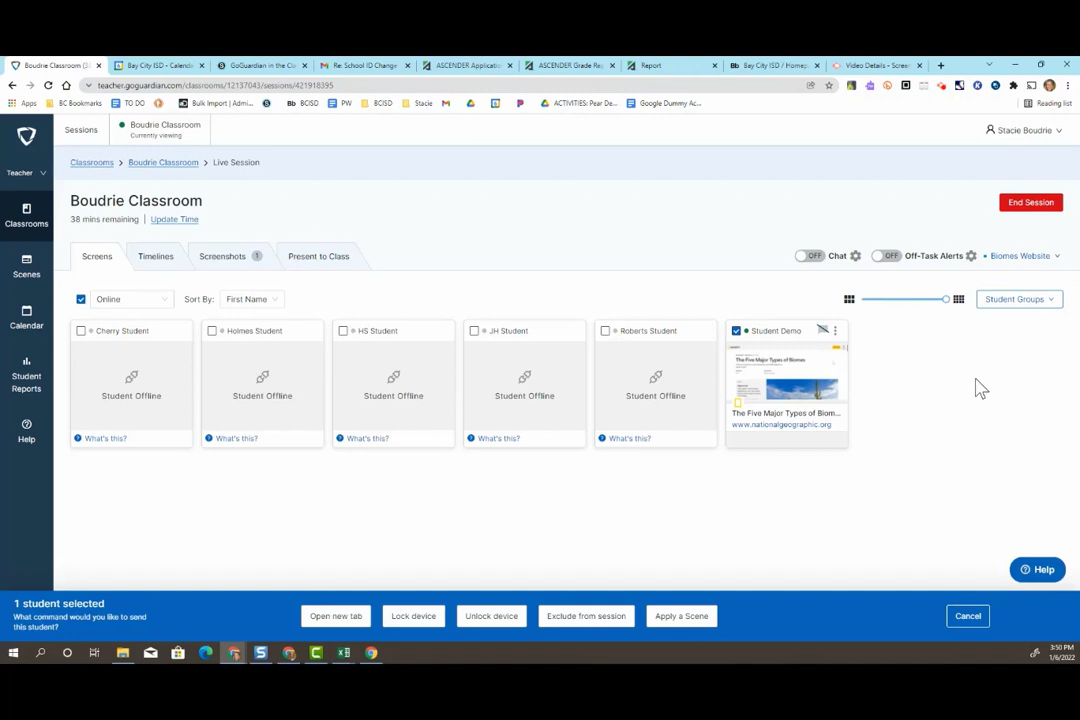 Boudrie Classroom (3
Bay City ISD - Calenda
GoGuardian in the Cla
Re: School ID Change
ASCENDER Applicatio
ASCENDER Grade Re
Report
Bay City ISD / Home
Video Details - Scree
teacher.goguardian.com/classrooms/12137043/sessions/421918395
Apps
BC Bookmarks
TO DO
Bulk Import | Admi...
Bb BCISD
PW
BCISD
Stacie
ACTIVITIES: Pear De...
Google Dummy Ac...
Reading list
Sessions
Boudrie Classroom
Currently viewing
Stacie Boudrie
Teacher
Classrooms
Scenes
Calendar
Student
Reports
Help
Classrooms > Boudrie Classroom > Live Session
Boudrie Classroom
38 mins remaining | Update Time
End Session
Screens
Timelines
Screenshots 1
Present to Class
OFF Chat
OFF Off-Task Alerts
Biomes Website
Online
Sort By: First Name
Student Groups
Cherry Student
Student Offline
What's this?
Holmes Student
Student Offline
What's this?
HS Student
Student Offline
What's this?
JH Student
Student Offline
What's this?
Roberts Student
Student Offline
What's this?
Student Demo
The Five Major Types of Biomes
The Five Major Types of Biom...
www.nationalgeographic.org
Help
1 student selected
What command would you like to send
this student?
Open new tab
Lock device
Unlock device
Exclude from session
Apply a Scene
Cancel
3:50 PM
1/6/2022